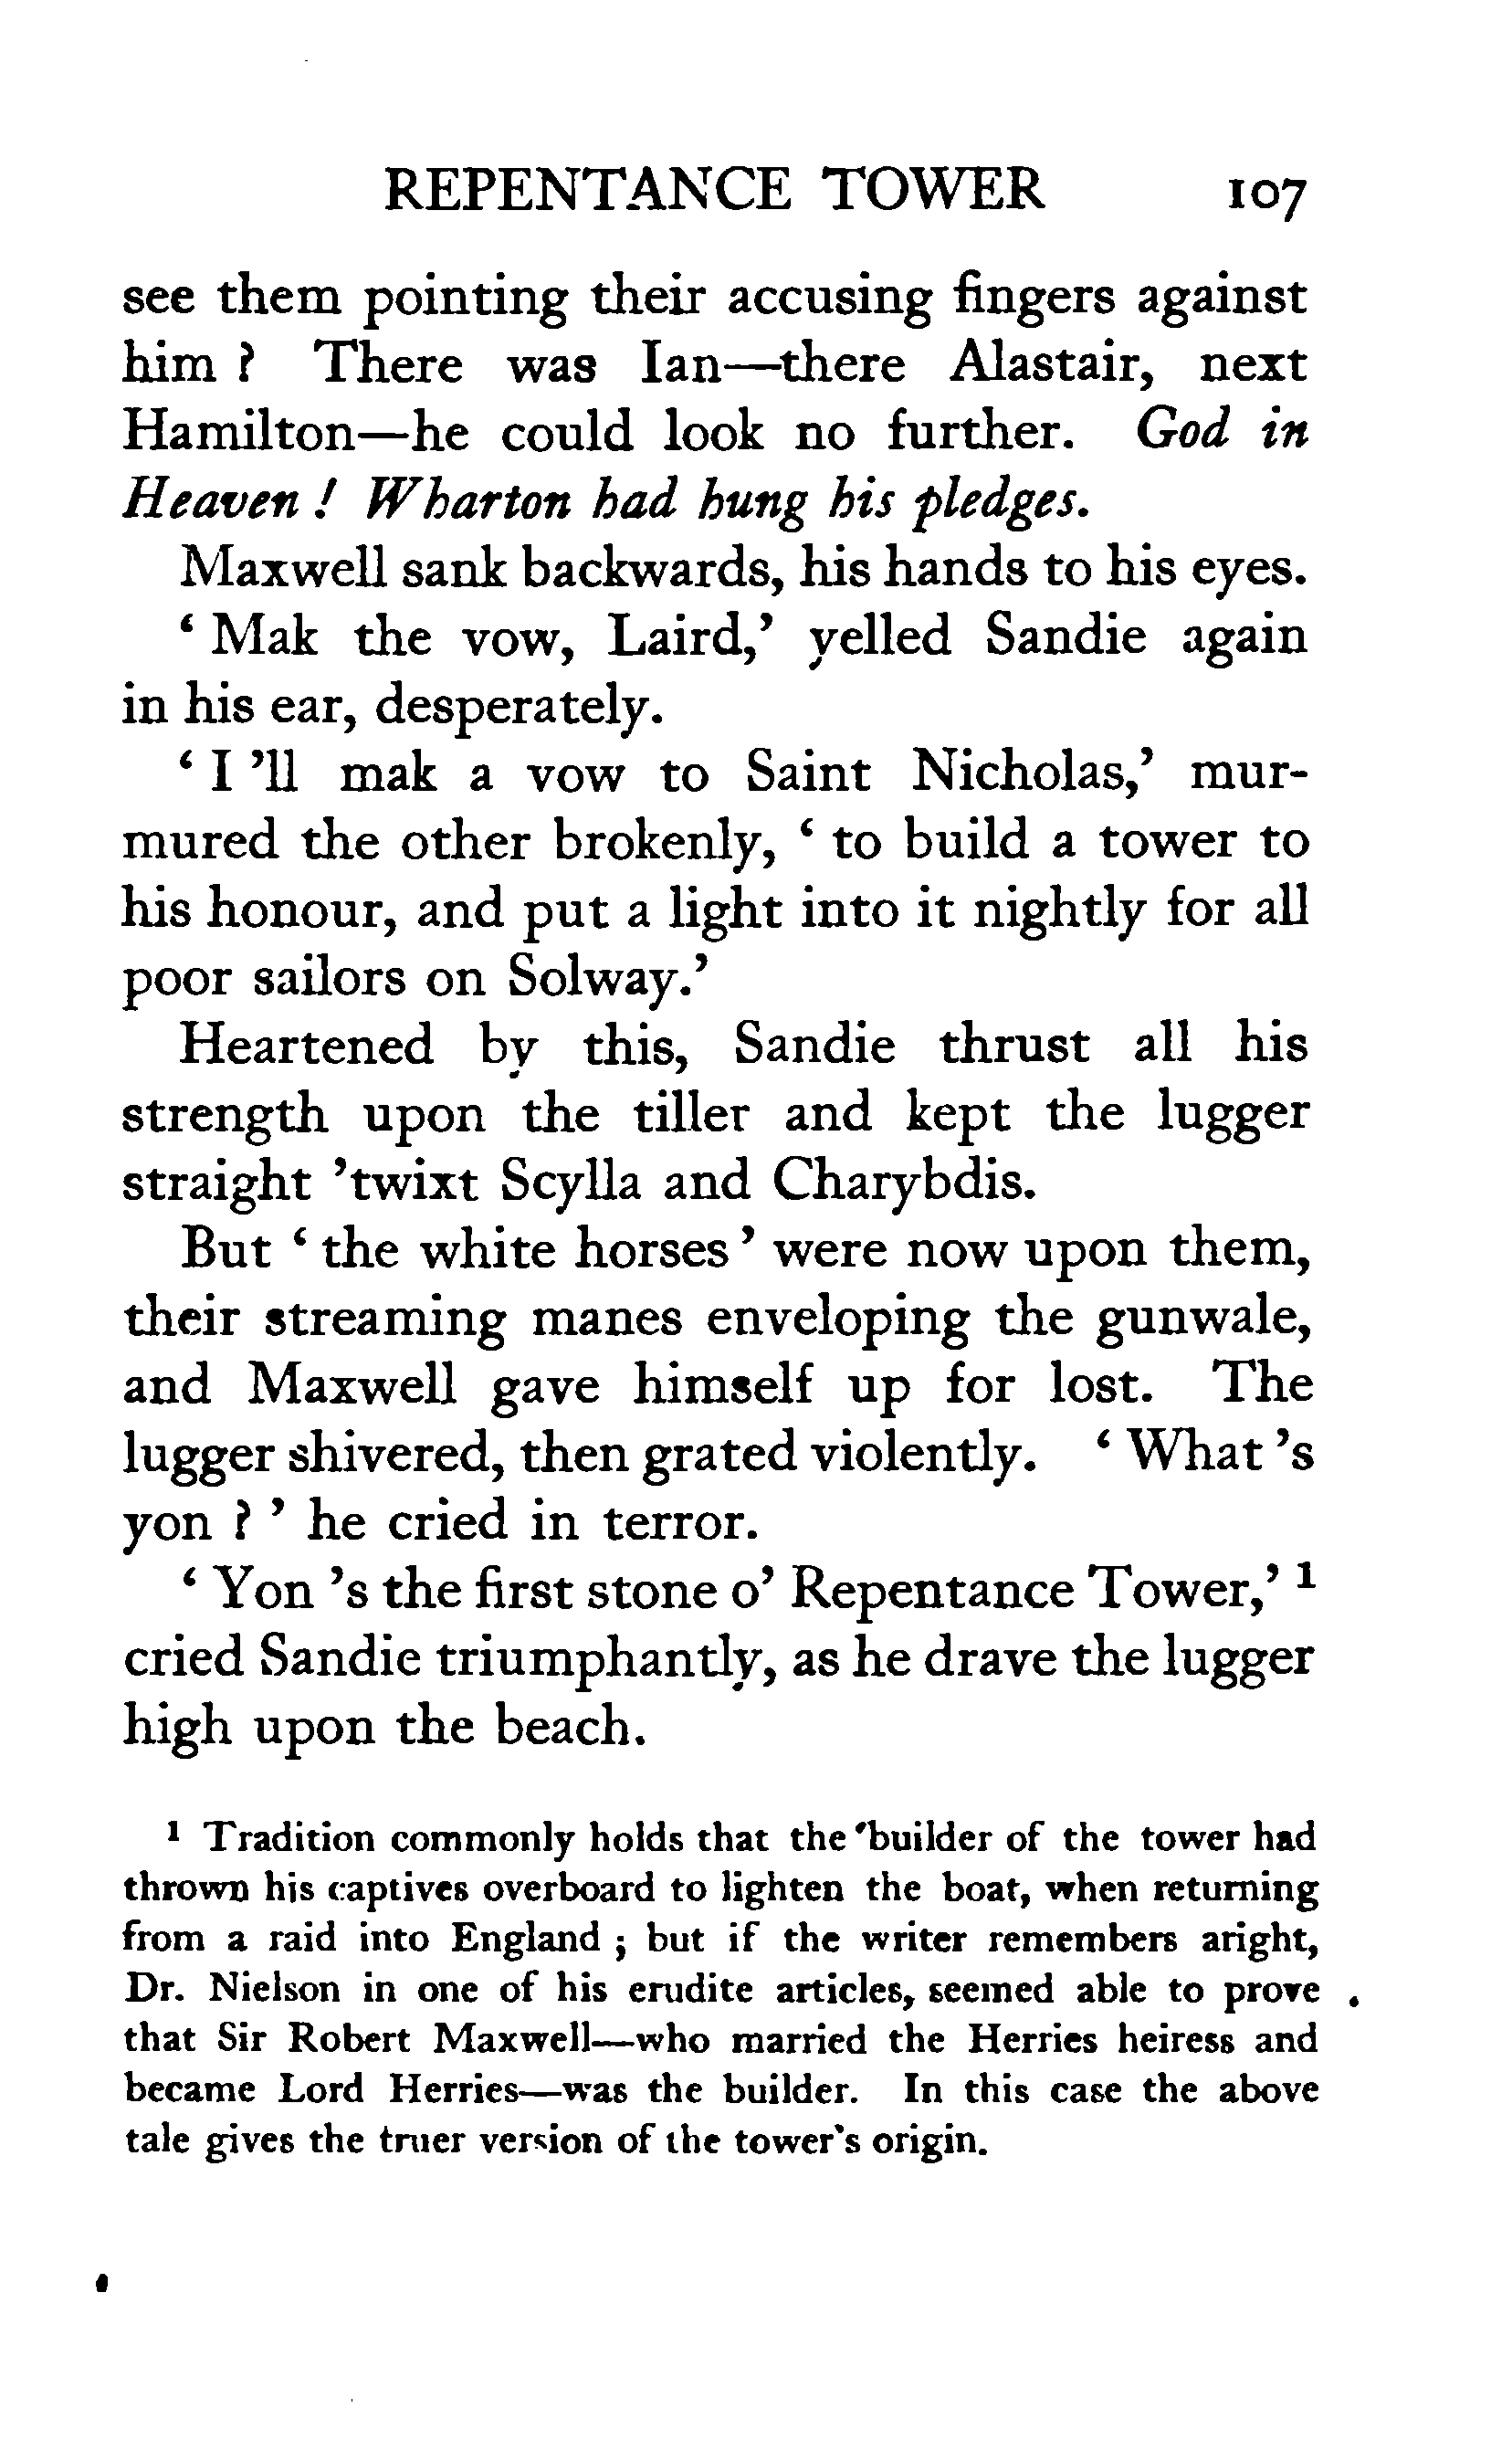 REPENTANCE TOWER 107
see them pointing their accusing fingers against
him ? There was Ian—there Alastair, next
Hamilton—he could look no further. God in
Heaven ! Wharton had hung his pledges.
Maxwell sank backwards, his hands to his eyes.
‘ Mak the vow, Laird,’ yelled Sandie again
in his ear, desperately.
‘ I ’ll mak a vow to Saint Nicholas,’ mur-
mured the other brokenly, ‘ to build a tower to
his honour, and put a light into it nightly for all
poor sailors on Solway.’
Heartened by this, Sandie thrust all his
strength upon the tiller and kept the lugger
straight ’twixt Scylla and Charybdis.
But ‘ the white horses ’ were now upon them,
their streaming manes enveloping the gunwale,
and Maxwell gave himself up for lost. The
lugger shivered, then grated violently. ‘ What ’s
yon ? ’ he cried in terror.
‘ Yon ’s the first stone o’ Repentance Tower,’ ¹
cried Sandie triumphantly, as he drave the lugger
high upon the beach.
¹ Tradition commonly holds that the builder of the tower had
thrown his captives overboard to lighten the boat, when returning
from a raid into England ; but if the writer remembers aright,
Dr. Nielson in one of his erudite articles, seemed able to prove
that Sir Robert Maxwell—who married the Herries heiress and
became Lord Herries—was the builder. In this case the above
tale gives the truer version of the tower's origin.